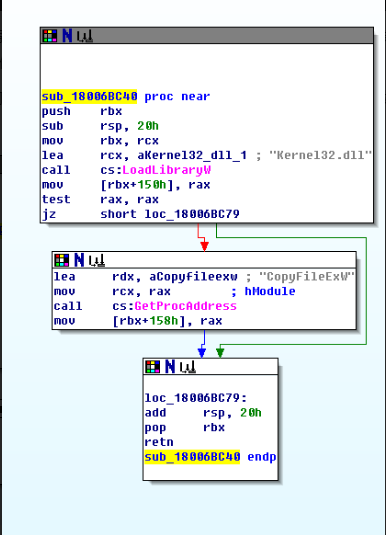 sub_18006BC40 proc near
push rbx
sub rsp, 20h
mov rbx, rcx
lea rcx, aKernel32_dll_1 ; "Kernel32.dll"
call cs:LoadLibraryW
mov [rbx+150h], rax
test rax, rax
jz short loc_18006BC79
lea rdx, aCopyfileexw ; "CopyFileExW"
mov rcx, rax ; hModule
call cs:GetProcAddress
mov [rbx+158h], rax
loc_18006BC79:
add rsp, 20h
pop rbx
retn
sub_18006BC40 endp